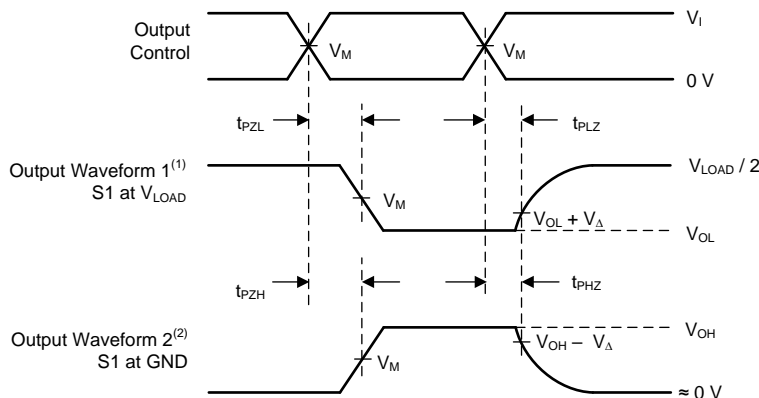 Output
Control
V_M
V_M
V_I
0 V
t_PZL
t_PLZ
Output Waveform 1(1)
S1 at V_LOAD
V_M
V_LOAD / 2
V_OL + V_Δ
V_OL
t_PZH
t_PHZ
Output Waveform 2(2)
S1 at GND
V_M
V_OH
V_OH – V_Δ
≈ 0 V